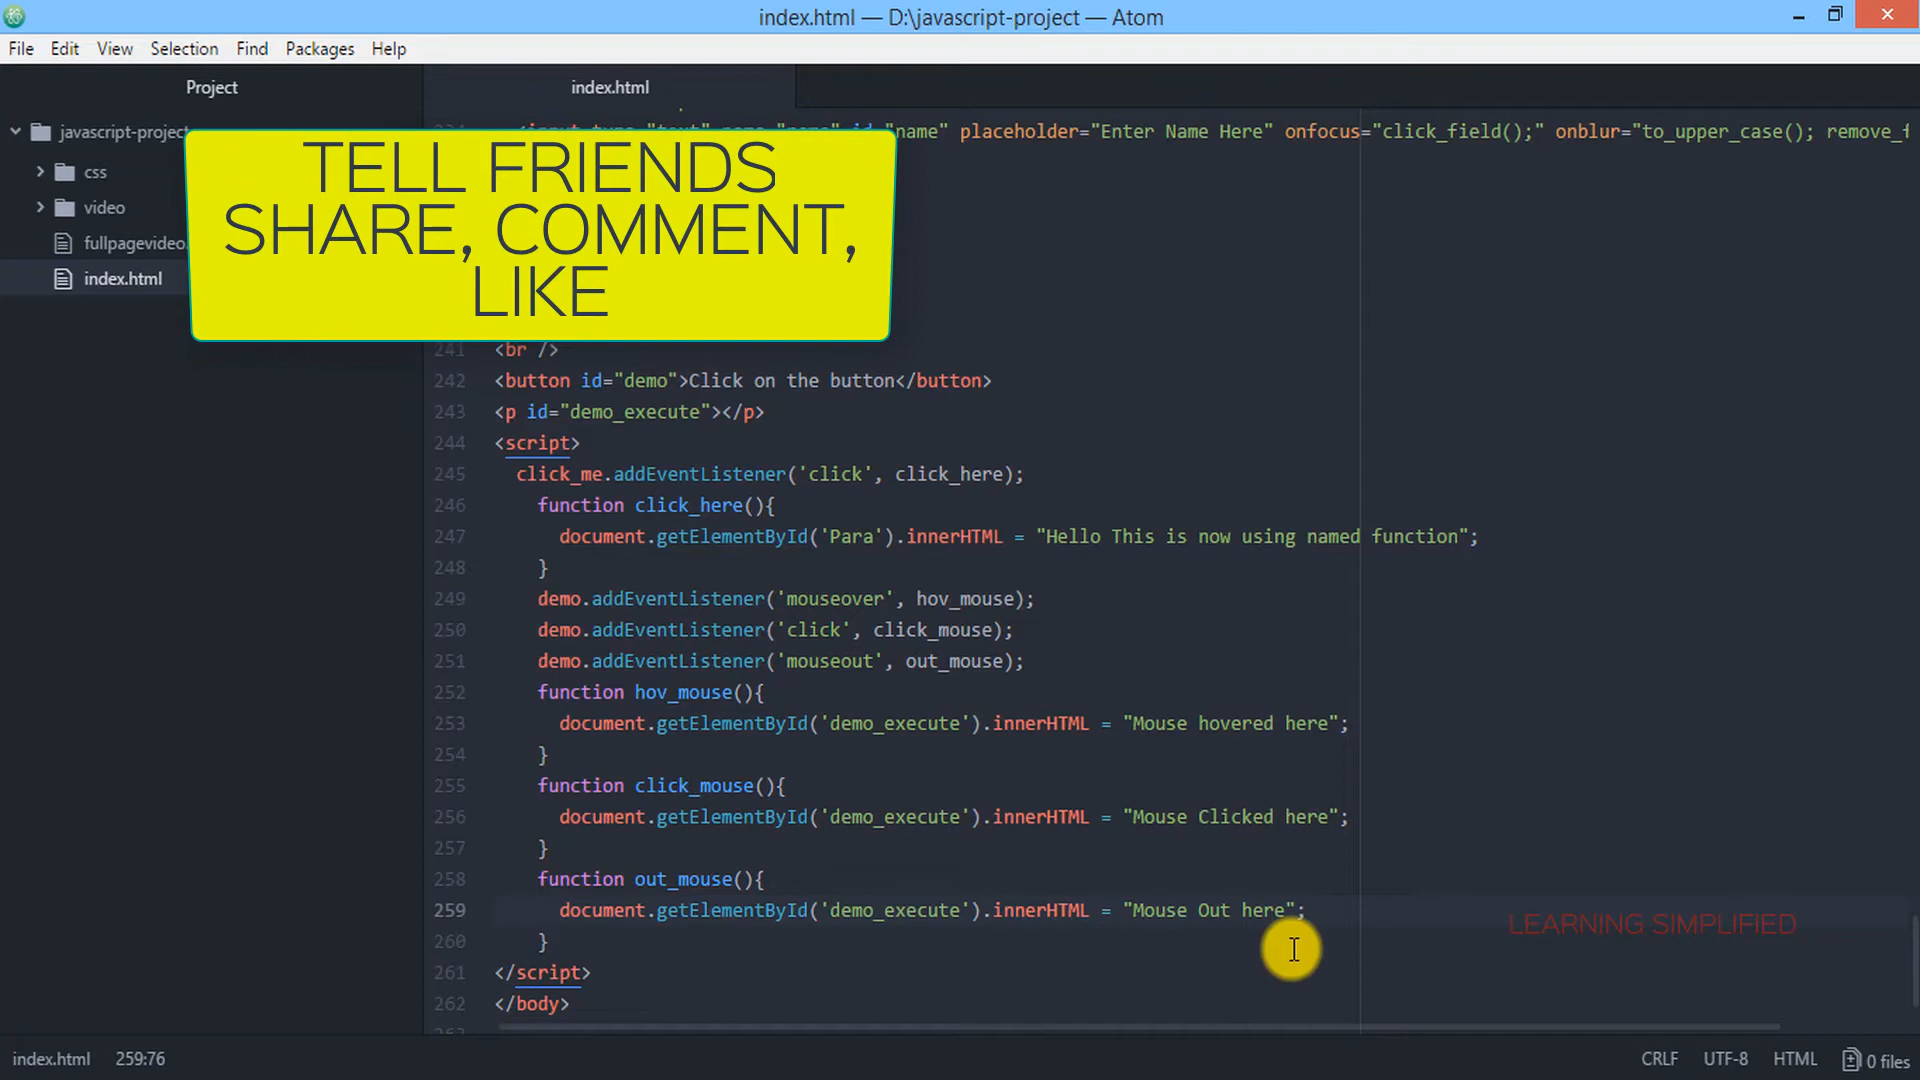 index.html — D:\javascript-project — Atom
File Edit View Selection Find Packages Help
Project
index.html
javascript-project
css
video
fullpagevideo.
index.html
TELL FRIENDS
SHARE, COMMENT,
LIKE
"name" placeholder="Enter Name Here" onfocus="click_field();" onblur="to_upper_case();
241 <br />
242 <button id="demo">Click on the button</button>
243 <p id="demo_execute"></p>
244 <script>
245 click_me.addEventListener('click', click_here);
246 function click_here(){
247 document.getElementById('Para').innerHTML = "Hello This is now using named function";
248 }
249 demo.addEventListener('mouseover', hov_mouse);
250 demo.addEventListener('click', click_mouse);
251 demo.addEventListener('mouseout', out_mouse);
252 function hov_mouse(){
253 document.getElementById('demo_execute').innerHTML = "Mouse hovered here";
254 }
255 function click_mouse(){
256 document.getElementById('demo_execute').innerHTML = "Mouse Clicked here";
257 }
258 function out_mouse(){
259 document.getElementById('demo_execute').innerHTML = "Mouse Out here";
260 }
261 </script>
262 </body>
LEARNING SIMPLIFIED
index.html 259:76 CRLF UTF-8 HTML 0 files